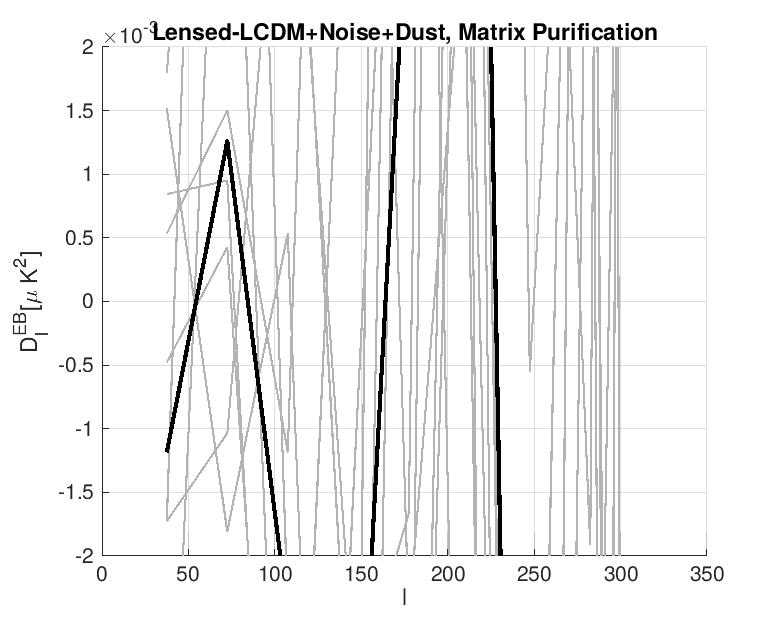 ×10⁻³
Lensed-LCDM+Noise+Dust, Matrix Purification
2
1.5
1
0.5
0
-0.5
-1
-1.5
-2
D_l^EB[μ K²]
0 50 100 150 200 250 300 350
l